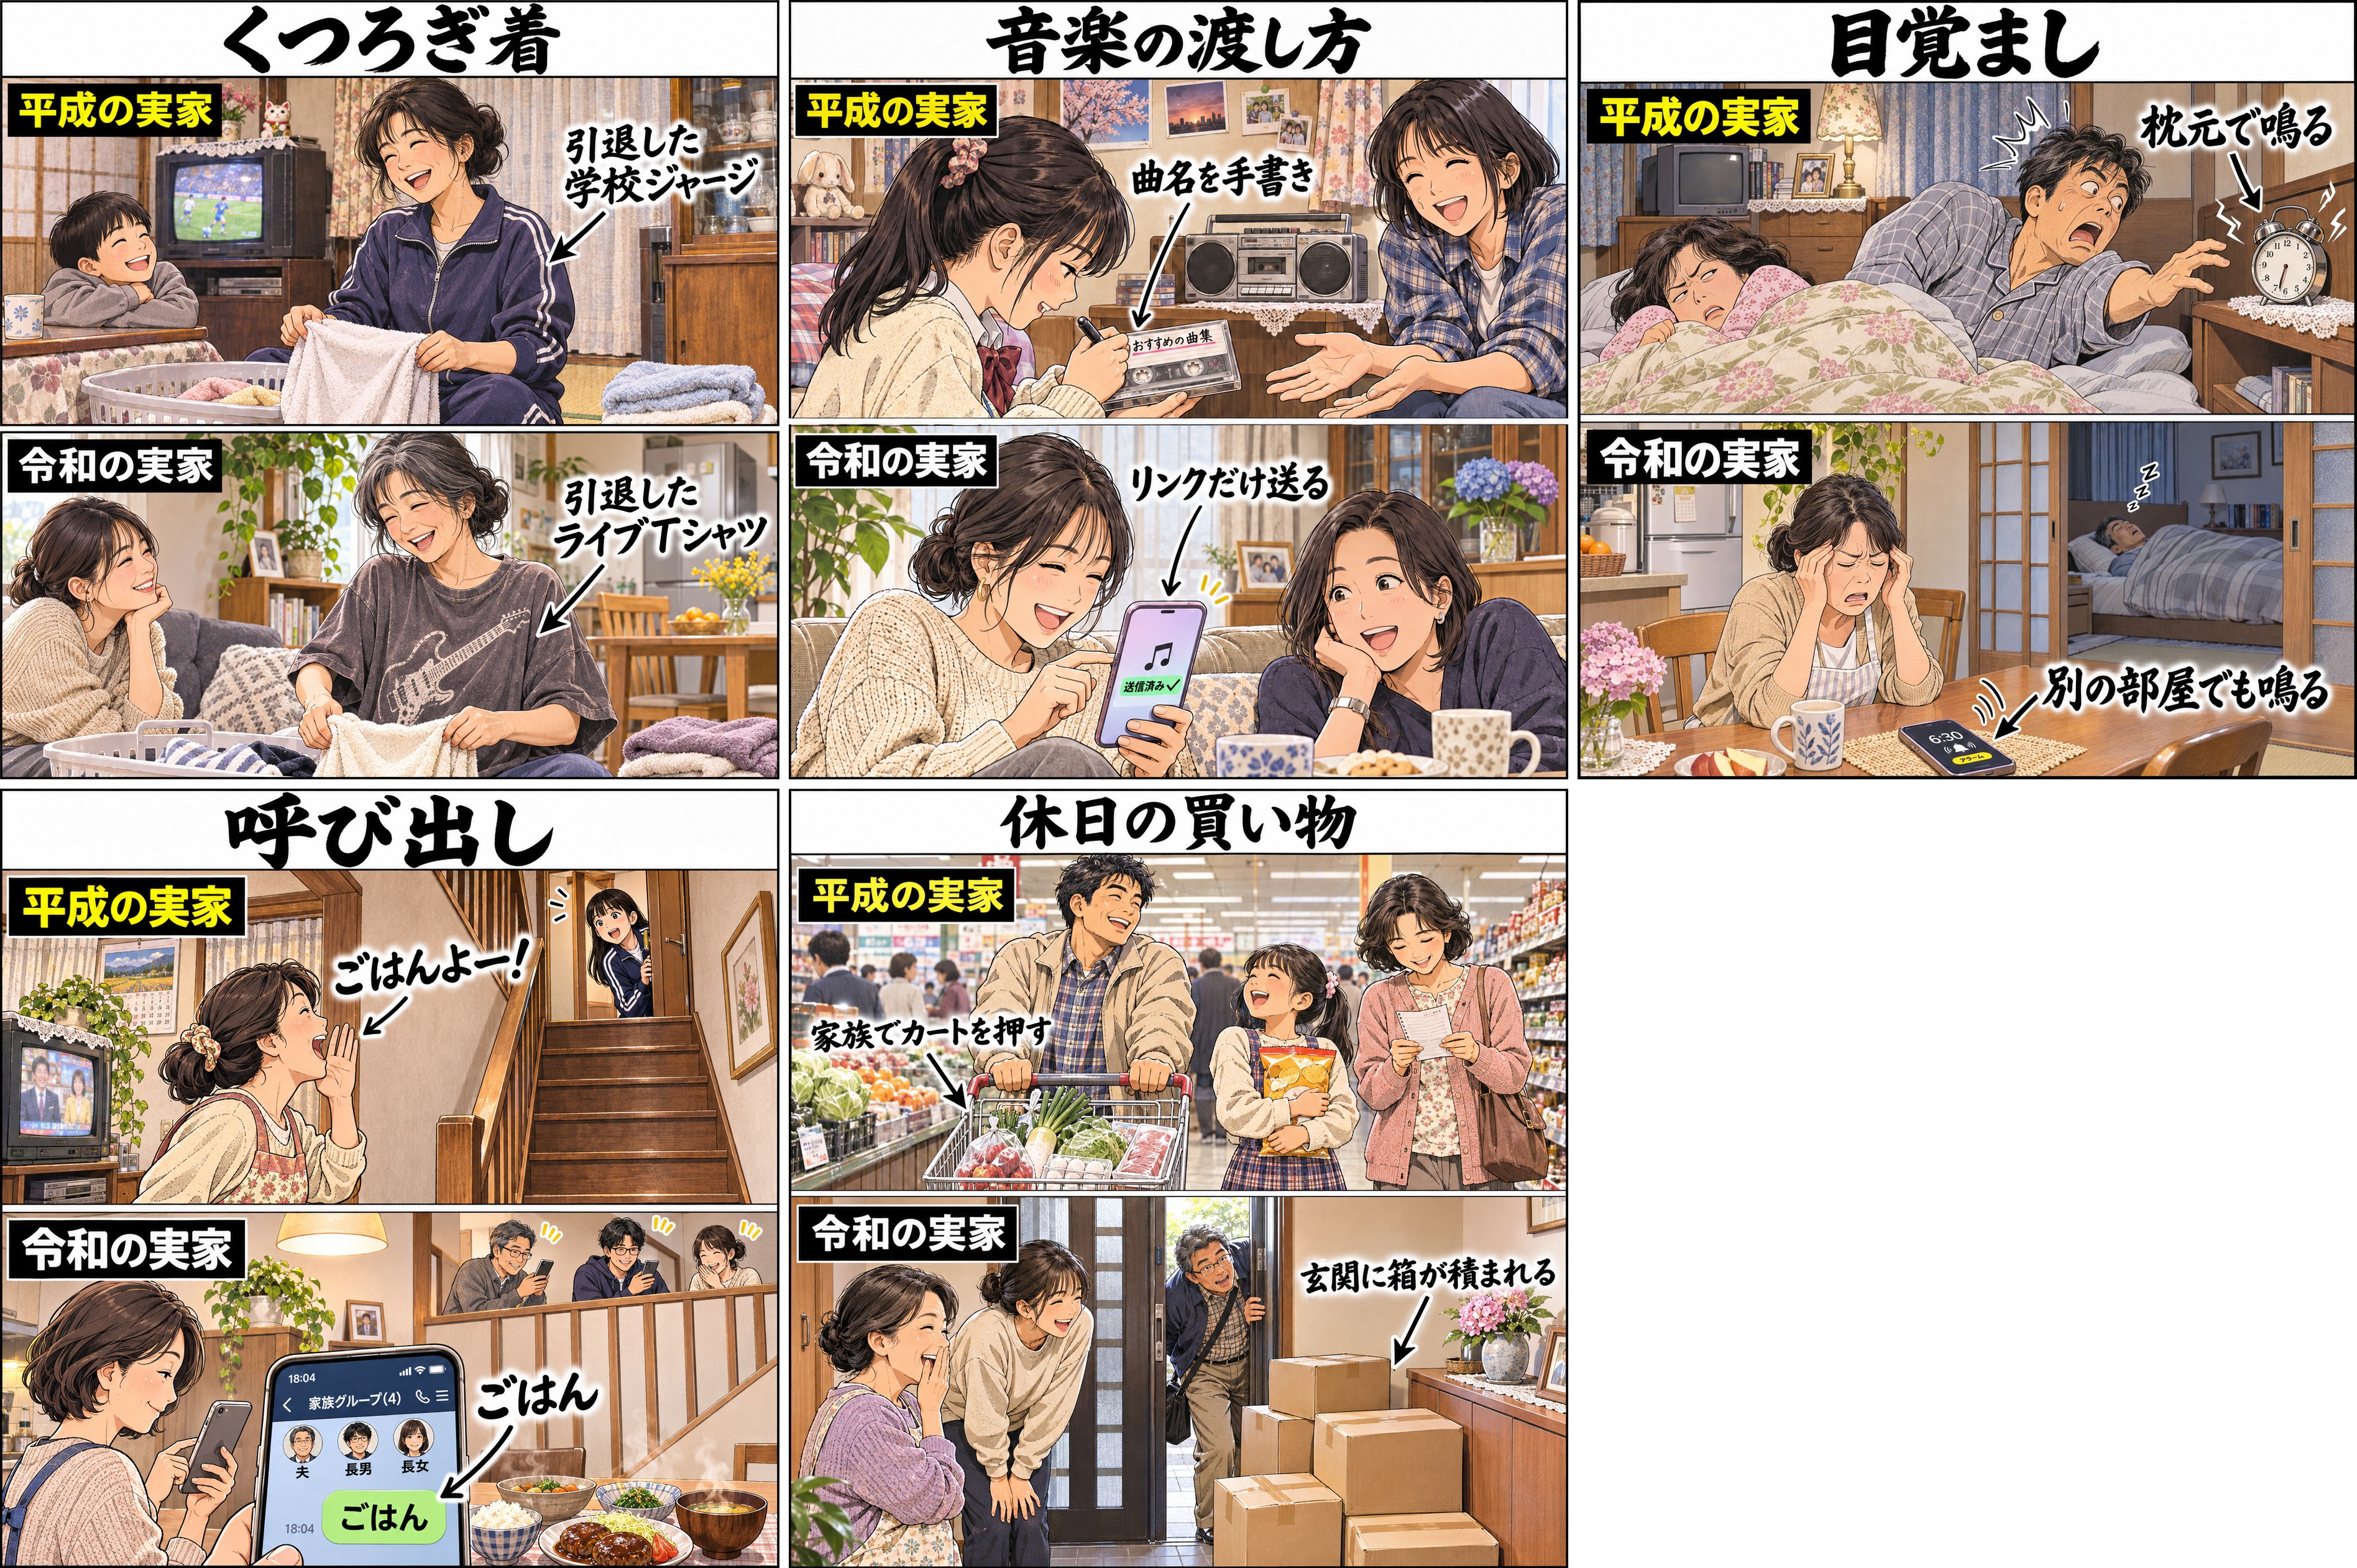 くつろぎ着
平成の実家
引退した
学校ジャージ
令和の実家
引退した
ライブTシャツ
音楽の渡し方
平成の実家
曲名を手書き
おすすめの曲集
令和の実家
リンクだけ送る
送信済み✓
目覚まし
平成の実家
枕元で鳴る
令和の実家
zzz
別の部屋でも鳴る
6:30
アラーム
呼び出し
平成の実家
ごはんよー!
令和の実家
18:04
家族グループ(4)
夫 長男 長女
ごはん
18:04 ごはん
休日の買い物
平成の実家
家族でカートを押す
令和の実家
玄関に箱が積まれる